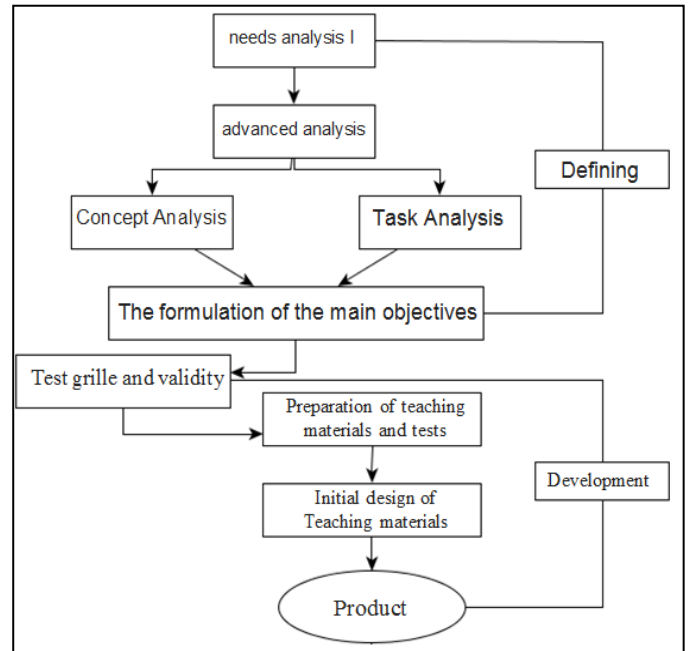 needs analysis I
advanced analysis
Defining
Concept Analysis
Task Analysis
The formulation of the main objectives
Test grille and validity
Preparation of teaching
materials and tests
Development
Initial design of
Teaching materials
Product